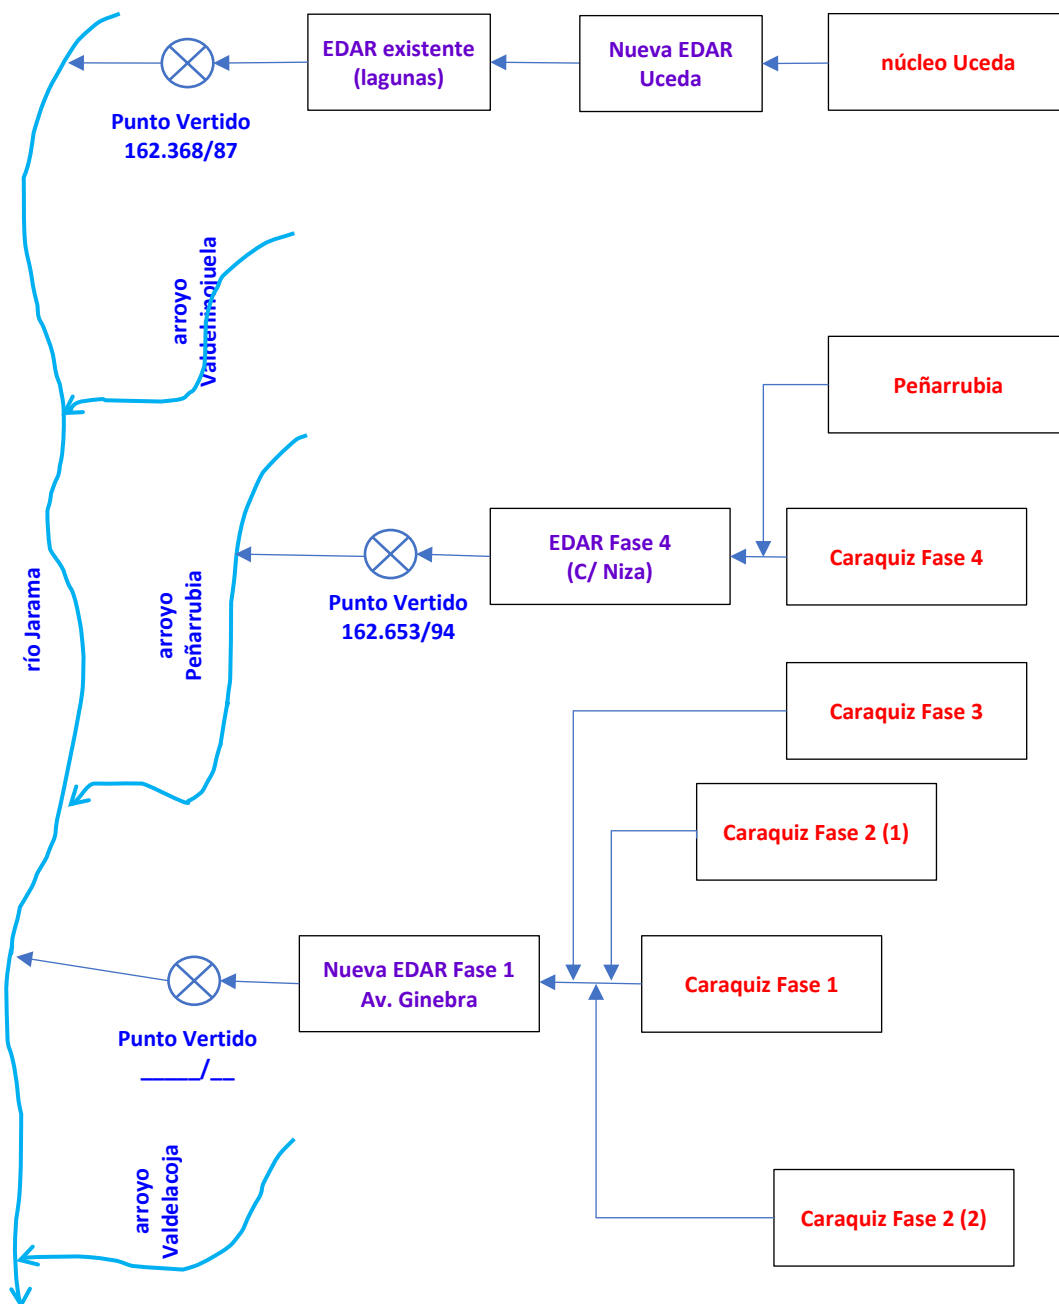 EDAR existente
(lagunas)
Nueva EDAR
Uceda
núcleo Uceda
Punto Vertido
162.368/87
arroyo
Valdehinojuela
Peñarrubia
EDAR Fase 4
(C/ Niza)
Caraquiz Fase 4
Punto Vertido
162.653/94
río Jarama
arroyo
Peñarrubia
Caraquiz Fase 3
Caraquiz Fase 2 (1)
Nueva EDAR Fase 1
Av. Ginebra
Caraquiz Fase 1
Punto Vertido
_____/__
arroyo
Valdelacoja
Caraquiz Fase 2 (2)